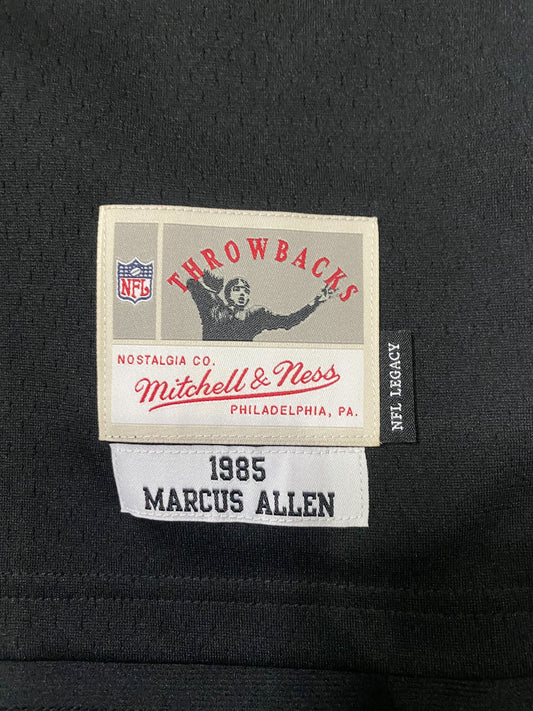 THROWBACKS
NFL
NOSTALGIA CO.
Mitchell & Ness
PHILADELPHIA, PA.
NFL LEGACY
1985
MARCUS ALLEN